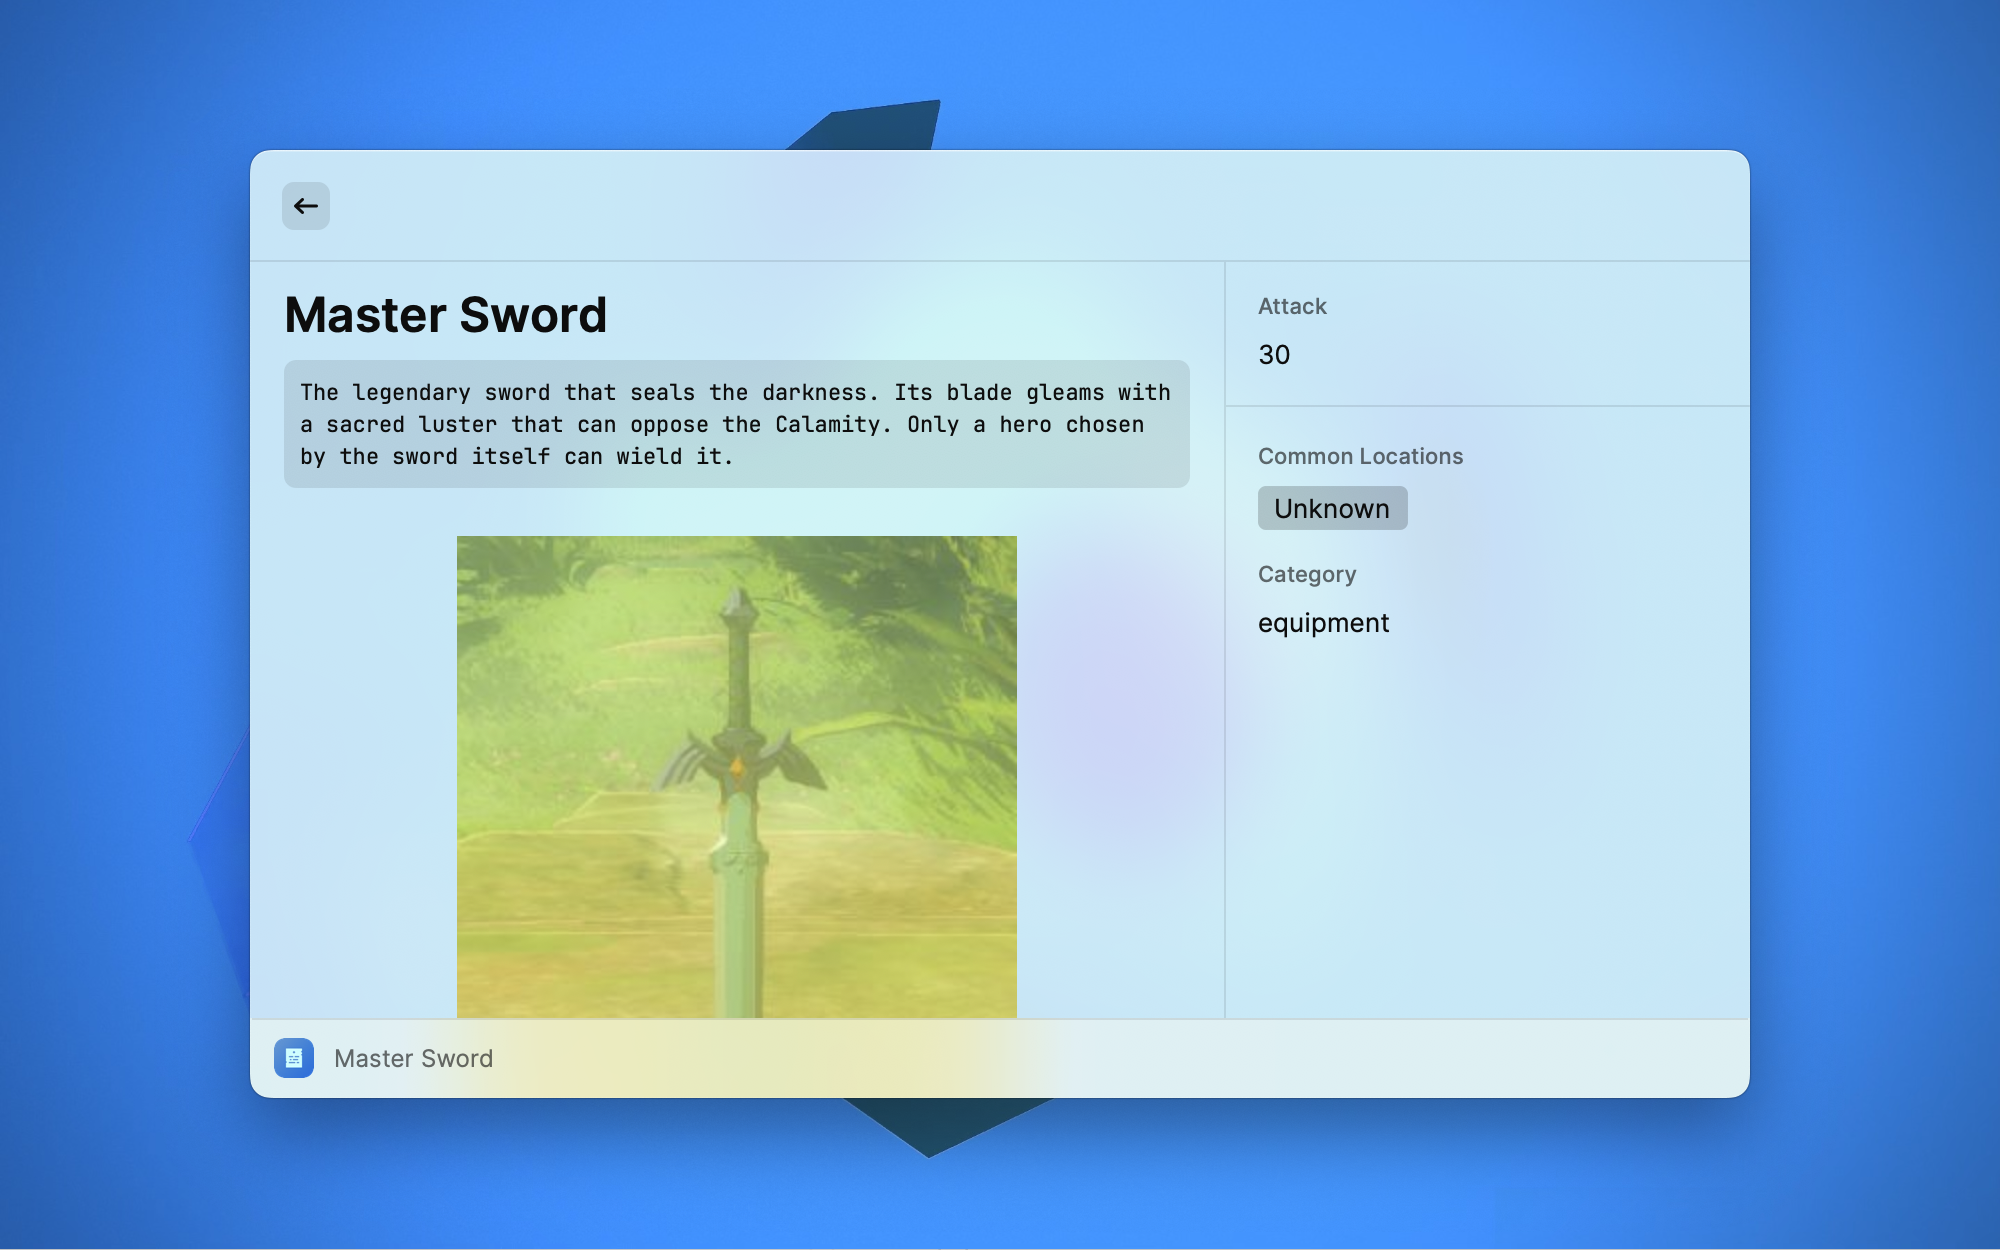 Master Sword
The legendary sword that seals the darkness. Its blade gleams with
a sacred luster that can oppose the Calamity. Only a hero chosen
by the sword itself can wield it.
Attack
30
Common Locations
Unknown
Category
equipment
Master Sword